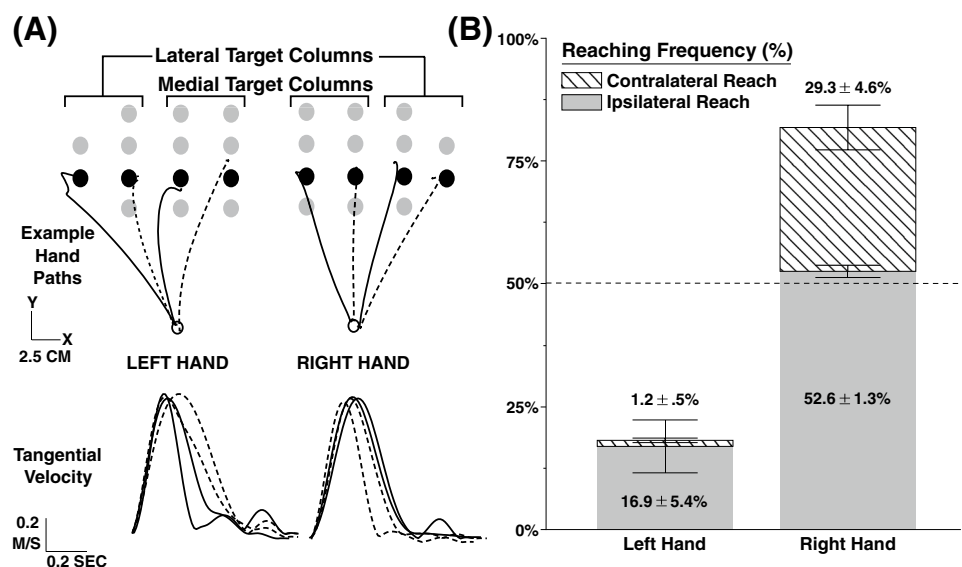 (A)
Lateral Target Columns
Medial Target Columns
Example
Hand
Paths
Y
X
2.5 CM
LEFT HAND
RIGHT HAND
Tangential
Velocity
0.2
M/S
0.2 SEC
(B)
100%
75%
50%
25%
0%
Reaching Frequency (%)
Contralateral Reach
Ipsilateral Reach
29.3 ± 4.6%
52.6 ± 1.3%
1.2 ± .5%
16.9 ± 5.4%
Left Hand
Right Hand